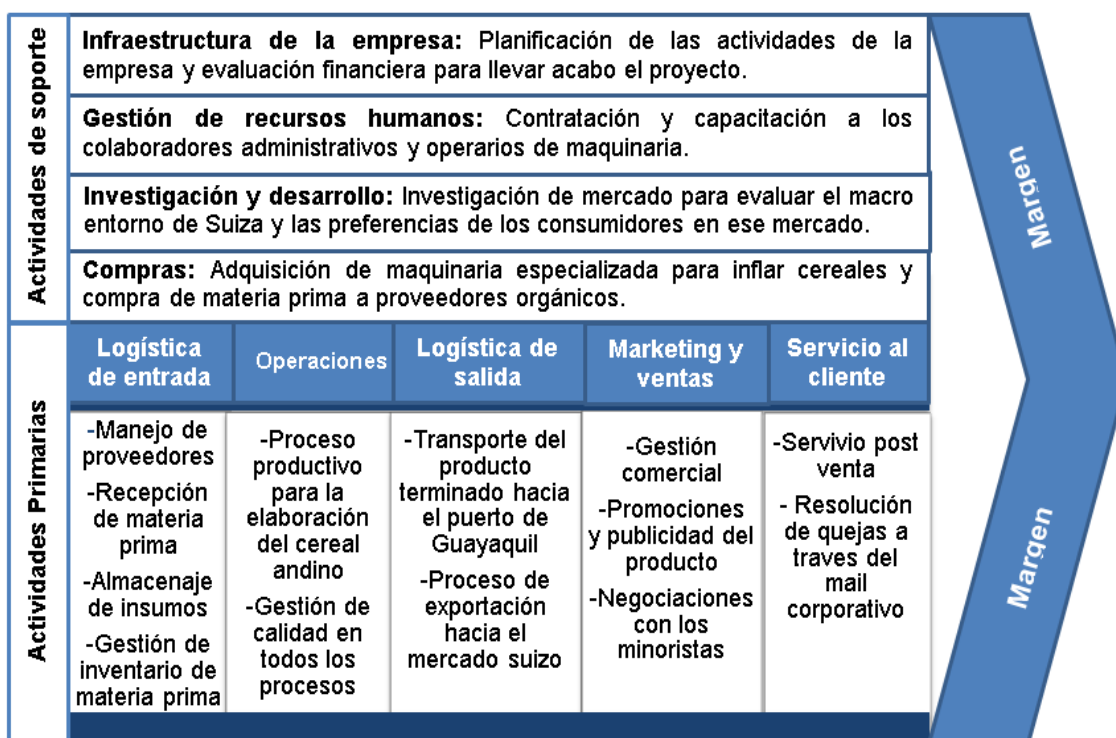 Actividades de soporte
Infraestructura de la empresa: Planificación de las actividades de la
empresa y evaluación financiera para llevar acabo el proyecto.
Gestión de recursos humanos: Contratación y capacitación a los
colaboradores administrativos y operarios de maquinaria.
Investigación y desarrollo: Investigación de mercado para evaluar el macro
entorno de Suiza y las preferencias de los consumidores en ese mercado.
Compras: Adquisición de maquinaria especializada para inflar cereales y
compra de materia prima a proveedores orgánicos.
Actividades Primarias
Logística
de entrada
-Manejo de
proveedores
-Recepción
de materia
prima
-Almacenaje
de insumos
-Gestión de
inventario de
materia prima
Operaciones
-Proceso
productivo
para la
elaboración
del cereal
andino
-Gestión de
calidad en
todos los
procesos
Logística de
salida
-Transporte del
producto
terminado hacia
el puerto de
Guayaquil
-Proceso de
exportación
hacia el
mercado suizo
Marketing y
ventas
-Gestión
comercial
-Promociones
y publicidad del
producto
-Negociaciones
con los
minoristas
Servicio al
cliente
-Servivio post
venta
- Resolución
de quejas a
traves del
mail
corporativo
Margen
Margen